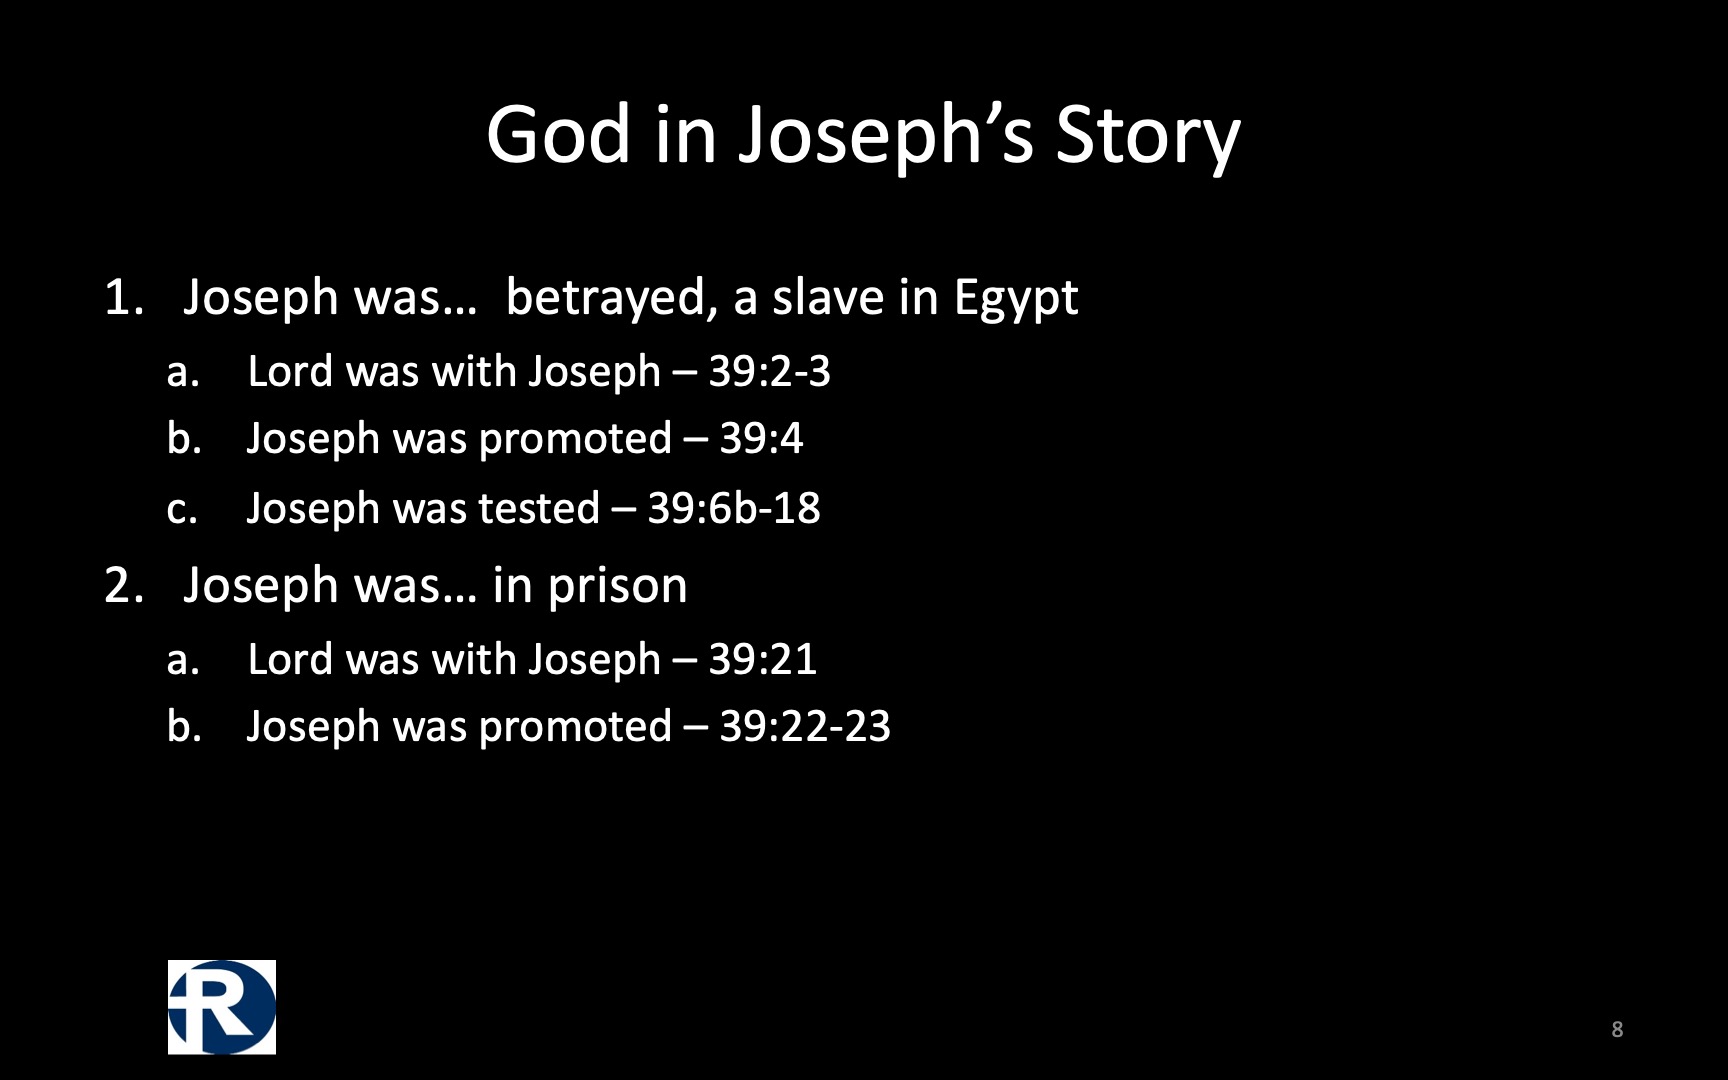 God in Joseph’s Story
1. Joseph was…  betrayed, a slave in Egypt
a. Lord was with Joseph – 39:2-3
b. Joseph was promoted – 39:4
c. Joseph was tested – 39:6b-18
2. Joseph was… in prison
a. Lord was with Joseph – 39:21
b. Joseph was promoted – 39:22-23
R
8